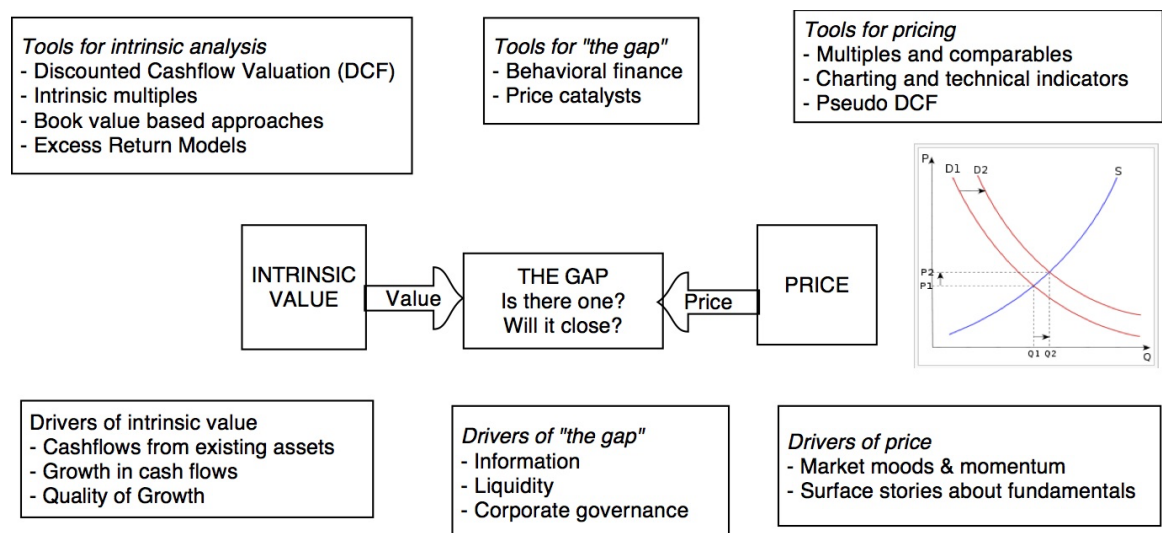 Tools for intrinsic analysis
- Discounted Cashflow Valuation (DCF)
- Intrinsic multiples
- Book value based approaches
- Excess Return Models
Tools for "the gap"
- Behavioral finance
- Price catalysts
Tools for pricing
- Multiples and comparables
- Charting and technical indicators
- Pseudo DCF
INTRINSIC
VALUE
Value
THE GAP
Is there one?
Will it close?
Price
PRICE
P
D1
D2
S
P2
P1
Q1
Q2
Q
Drivers of intrinsic value
- Cashflows from existing assets
- Growth in cash flows
- Quality of Growth
Drivers of "the gap"
- Information
- Liquidity
- Corporate governance
Drivers of price
- Market moods & momentum
- Surface stories about fundamentals